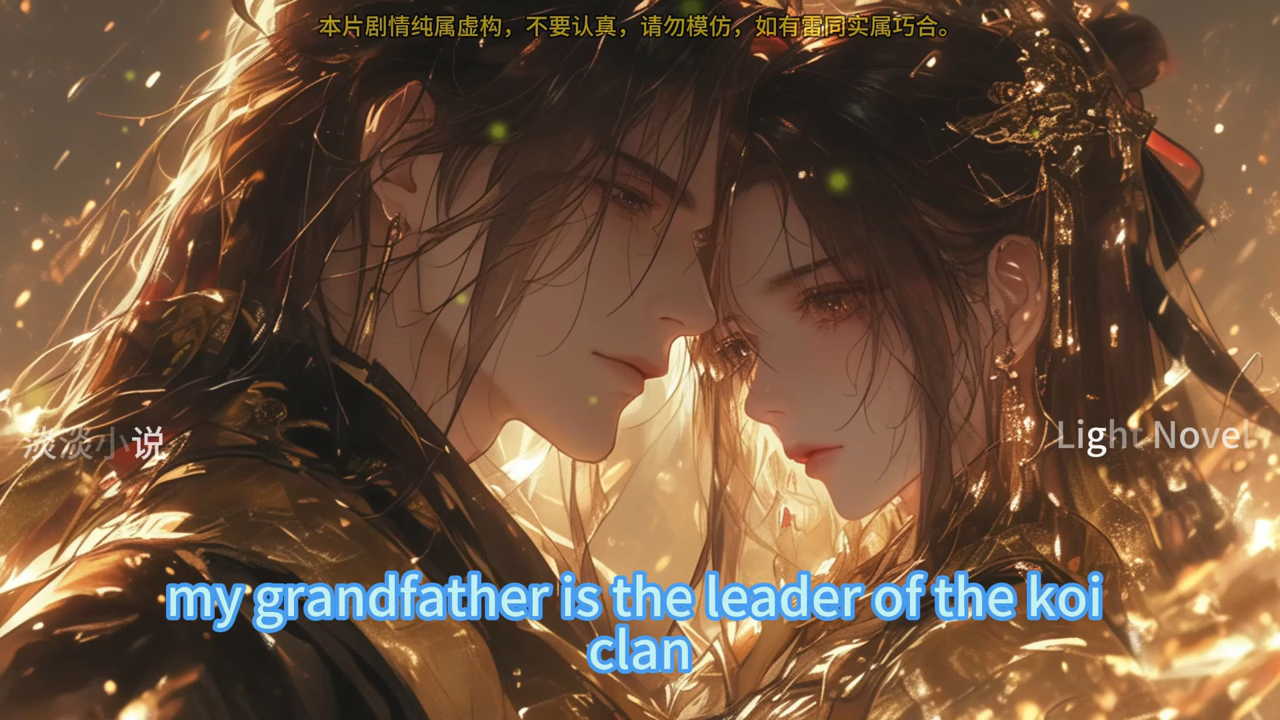 本片剧情纯属虚构，不要认真，请勿模仿，如有雷同实属巧合。
淡淡小说
Light Novel
my grandfather is the leader of the koi
clan